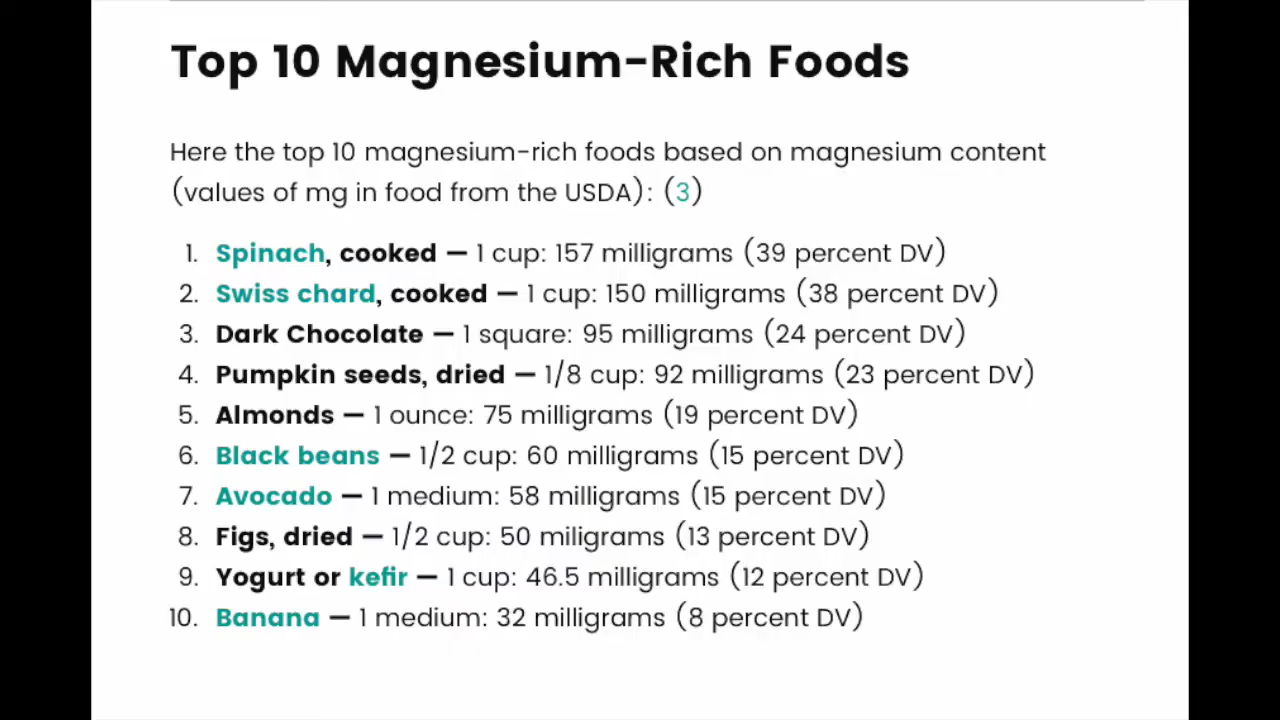 Top 10 Magnesium-Rich Foods
Here the top 10 magnesium-rich foods based on magnesium content
(values of mg in food from the USDA): (3)
1. Spinach, cooked — 1 cup: 157 milligrams (39 percent DV)
2. Swiss chard, cooked — 1 cup: 150 milligrams (38 percent DV)
3. Dark Chocolate — 1 square: 95 milligrams (24 percent DV)
4. Pumpkin seeds, dried — 1/8 cup: 92 milligrams (23 percent DV)
5. Almonds — 1 ounce: 75 milligrams (19 percent DV)
6. Black beans — 1/2 cup: 60 milligrams (15 percent DV)
7. Avocado — 1 medium: 58 milligrams (15 percent DV)
8. Figs, dried — 1/2 cup: 50 miligrams (13 percent DV)
9. Yogurt or kefir — 1 cup: 46.5 milligrams (12 percent DV)
10. Banana — 1 medium: 32 milligrams (8 percent DV)